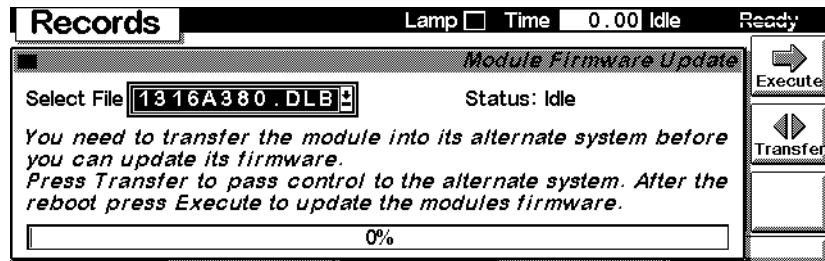 Records Lamp Time 0.00 Idle Ready
Module Firmware Update
Execute
Select File 1316A380.DLB Status: Idle
You need to transfer the module into its alternate system before
you can update its firmware.
Transfer
Press Transfer to pass control to the alternate system. After the
reboot press Execute to update the modules firmware.
0%